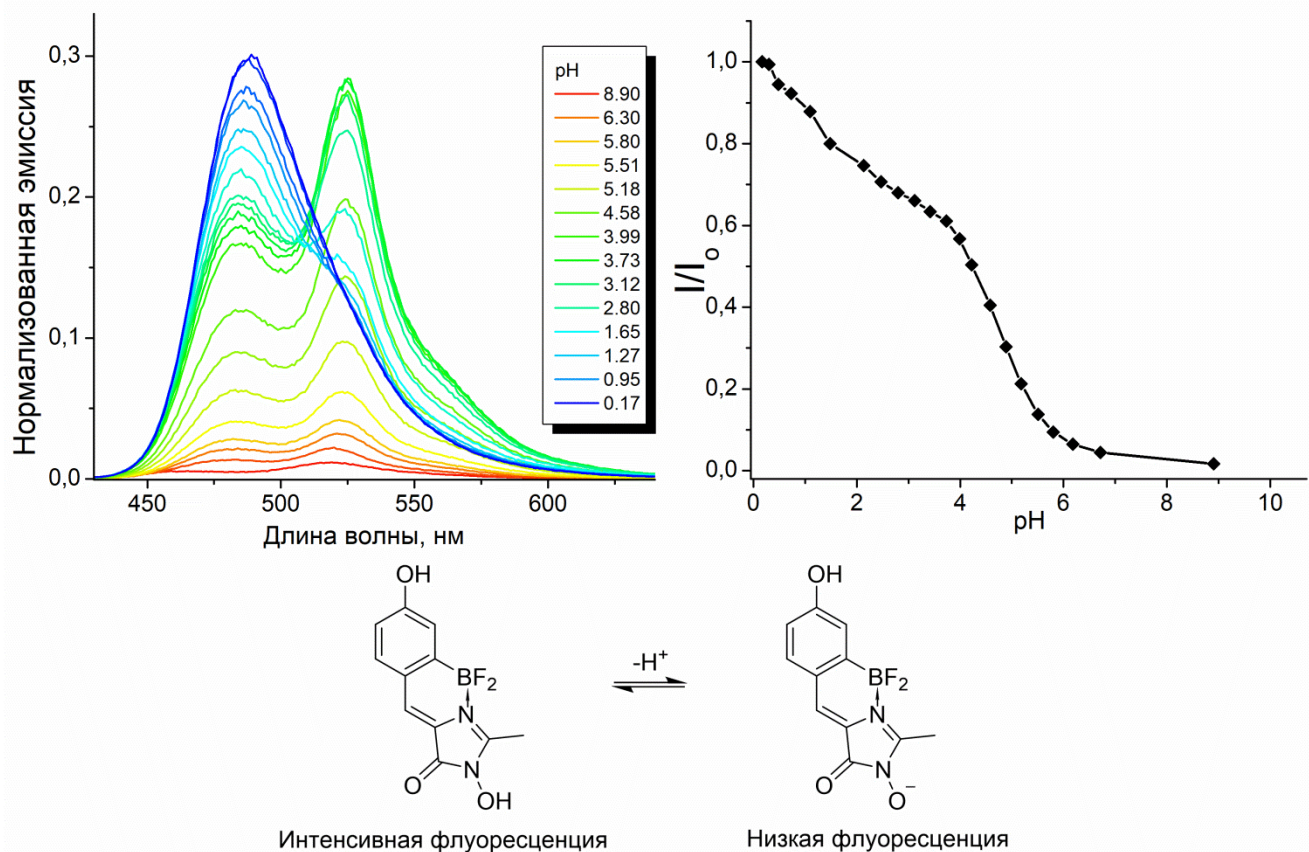 Нормализованная эмиссия
0,3
0,2
0,1
0,0
450
500
550
600
Длина волны, нм
pH
8.90
6.30
5.80
5.51
5.18
4.58
3.99
3.73
3.12
2.80
1.65
1.27
0.95
0.17
I/Io
1,0
0,8
0,6
0,4
0,2
0,0
0
2
4
6
8
10
pH
OH
BF2
N
N
O
OH
-H+
OH
BF2
N
N
O
O−
Интенсивная флуоресценция
Низкая флуоресценция